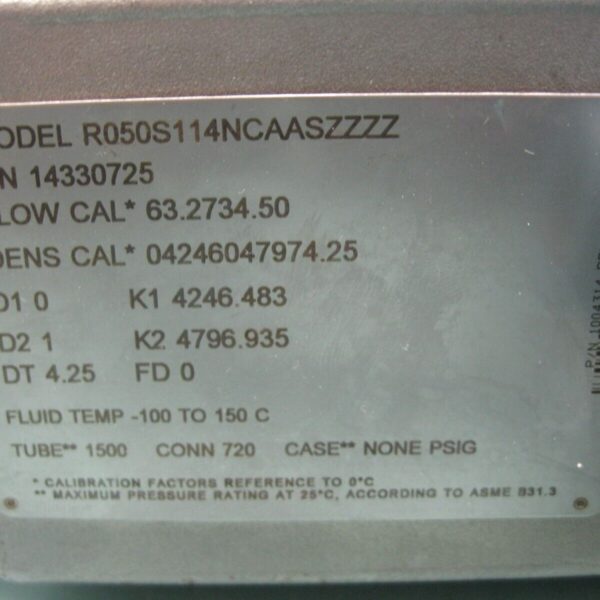 ODEL R050S114NCAASZZZZ
N 14330725
LOW CAL* 63.2734.50
DENS CAL* 04246047974.25
D1 0 K1 4246.483
D2 1 K2 4796.935
DT 4.25 FD 0
FLUID TEMP -100 TO 150 C
TUBE** 1500 CONN 720 CASE** NONE PSIG
* CALIBRATION FACTORS REFERENCE TO 0°C
** MAXIMUM PRESSURE RATING AT 25°C, ACCORDING TO ASME B31.3
P/N 1004314